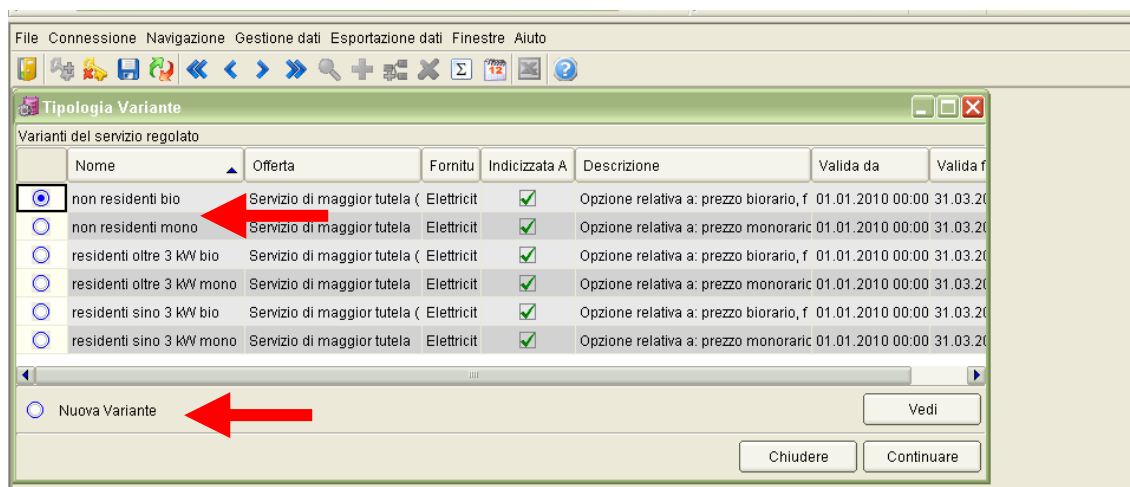 File Connessione Navigazione Gestione dati Esportazione dati Finestre Aiuto
Σ 12 ?
Tipologia Variante
Varianti del servizio regolato
Nome Offerta Fornitu Indicizzata A Descrizione Valida da Valida f
non residenti bio Servizio di maggior tutela ( Elettricit Opzione relativa a: prezzo biorario, f 01.01.2010 00:00 31.03.20
non residenti mono Servizio di maggior tutela Elettricit Opzione relativa a: prezzo monorario 01.01.2010 00:00 31.03.20
residenti oltre 3 kW bio Servizio di maggior tutela ( Elettricit Opzione relativa a: prezzo biorario, f 01.01.2010 00:00 31.03.20
residenti oltre 3 kW mono Servizio di maggior tutela Elettricit Opzione relativa a: prezzo monorario 01.01.2010 00:00 31.03.20
residenti sino 3 kW bio Servizio di maggior tutela ( Elettricit Opzione relativa a: prezzo biorario, f 01.01.2010 00:00 31.03.20
residenti sino 3 kW mono Servizio di maggior tutela Elettricit Opzione relativa a: prezzo monorario 01.01.2010 00:00 31.03.20
Nuova Variante Vedi
Chiudere Continuare